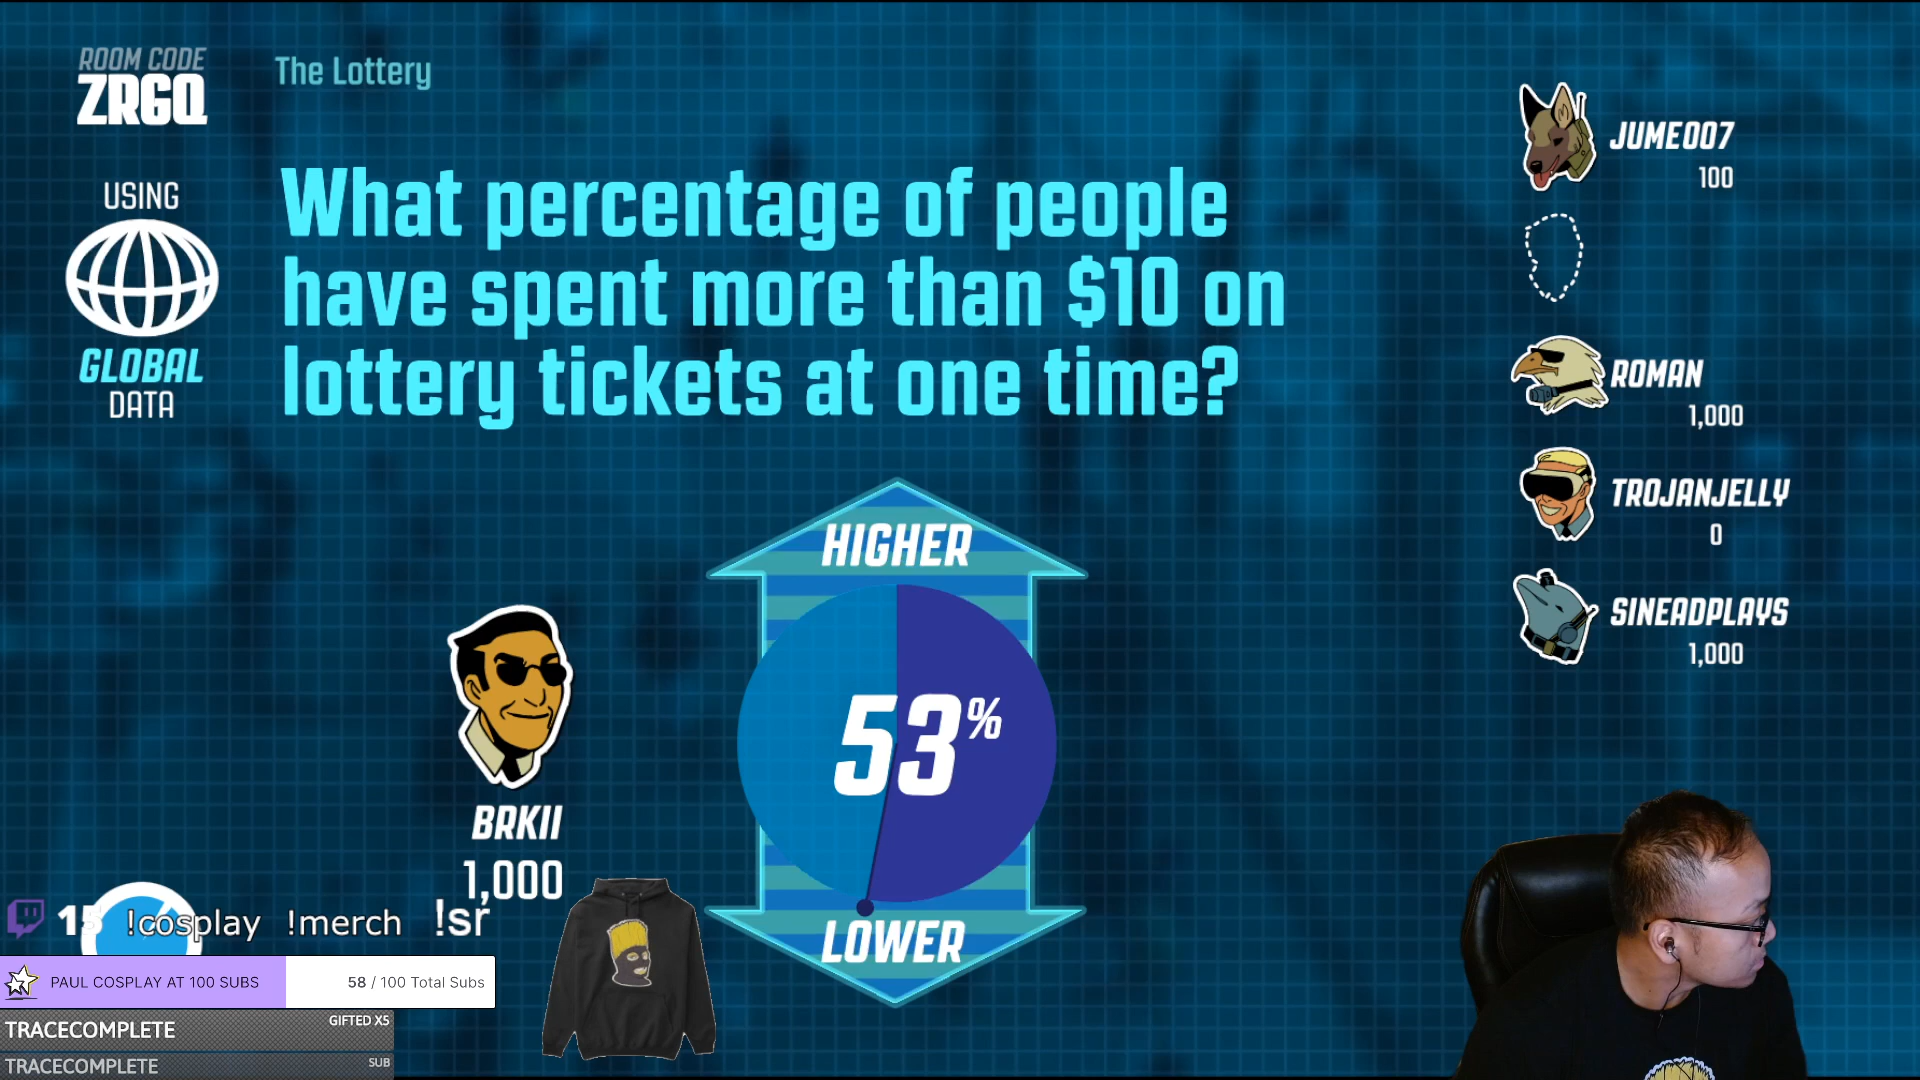 ROOM CODE
ZRGQ
The Lottery
USING
GLOBAL
DATA
What percentage of people
have spent more than $10 on
lottery tickets at one time?
JUME007
100
ROMAN
1,000
TROJANJELLY
0
SINEADPLAYS
1,000
HIGHER
53%
LOWER
BRKII
1,000
15 !cosplay !merch !sr
PAUL COSPLAY AT 100 SUBS 58 / 100 Total Subs
TRACECOMPLETE GIFTED X5
TRACECOMPLETE SUB